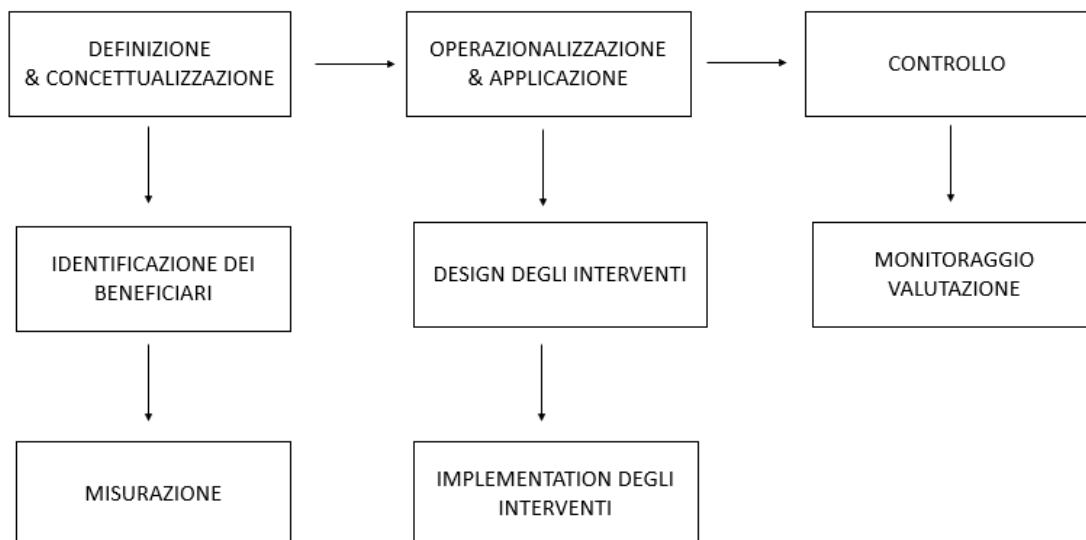 DEFINIZIONE
& CONCETTUALIZZAZIONE
OPERAZIONALIZZAZIONE
& APPLICAZIONE
CONTROLLO
IDENTIFICAZIONE DEI
BENEFICIARI
DESIGN DEGLI INTERVENTI
MONITORAGGIO
VALUTAZIONE
MISURAZIONE
IMPLEMENTATION DEGLI
INTERVENTI